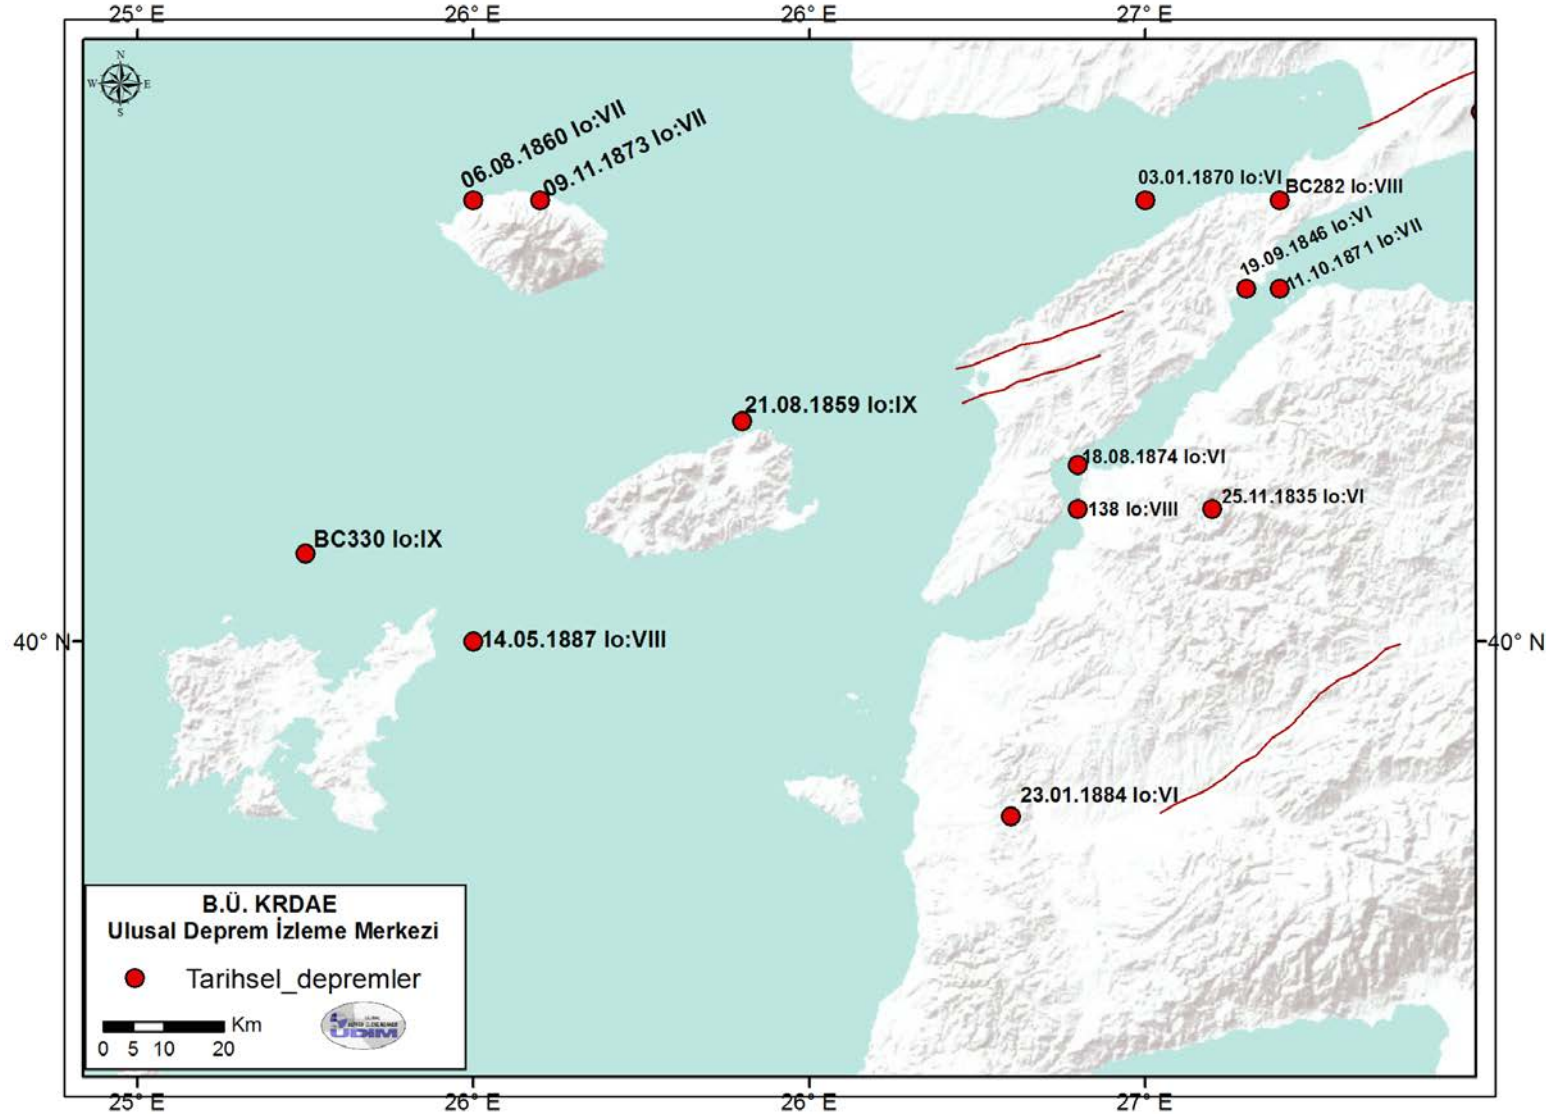 25° E
26° E
26° E
27° E
N
W
E
S
06.08.1860 Io:VII
09.11.1873 Io:VII
03.01.1870 Io:VI
BC282 Io:VIII
19.09.1846 Io:VI
11.10.1871 Io:VII
21.08.1859 Io:IX
18.08.1874 Io:VI
138 Io:VIII
25.11.1835 Io:VI
BC330 Io:IX
40° N
14.05.1887 Io:VIII
40° N
23.01.1884 Io:VI
B.Ü. KRDAE
Ulusal Deprem İzleme Merkezi
Tarihsel_depremler
Km
0 5 10 20
UDİM
25° E
26° E
26° E
27° E